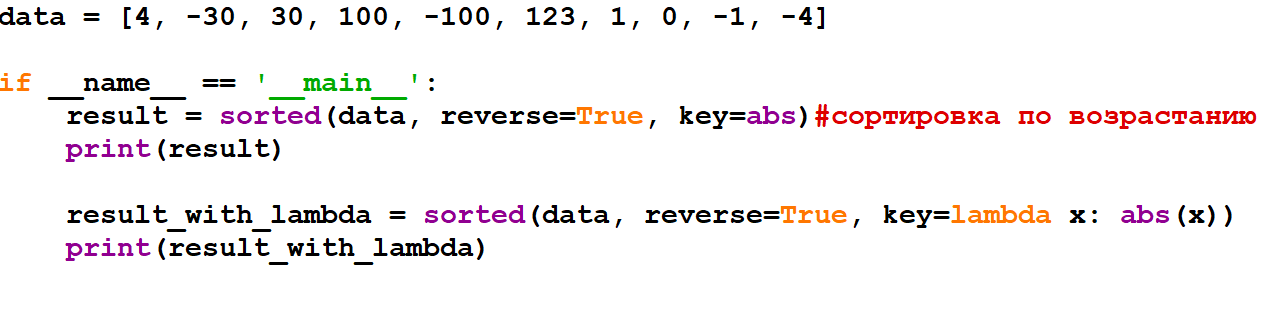 data = [4, -30, 30, 100, -100, 123, 1, 0, -1, -4]
if __name__ == '__main__':
    result = sorted(data, reverse=True, key=abs)#сортировка по возрастанию
    print(result)
    result_with_lambda = sorted(data, reverse=True, key=lambda x: abs(x))
    print(result_with_lambda)